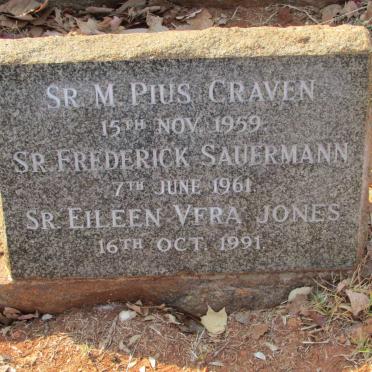 SR. M. PIUS CRAVEN
15TH NOV. 1959.
SR. FREDERICK SAUERMANN
7TH JUNE 1961.
SR. EILEEN VERA JONES
16TH OCT. 1991.